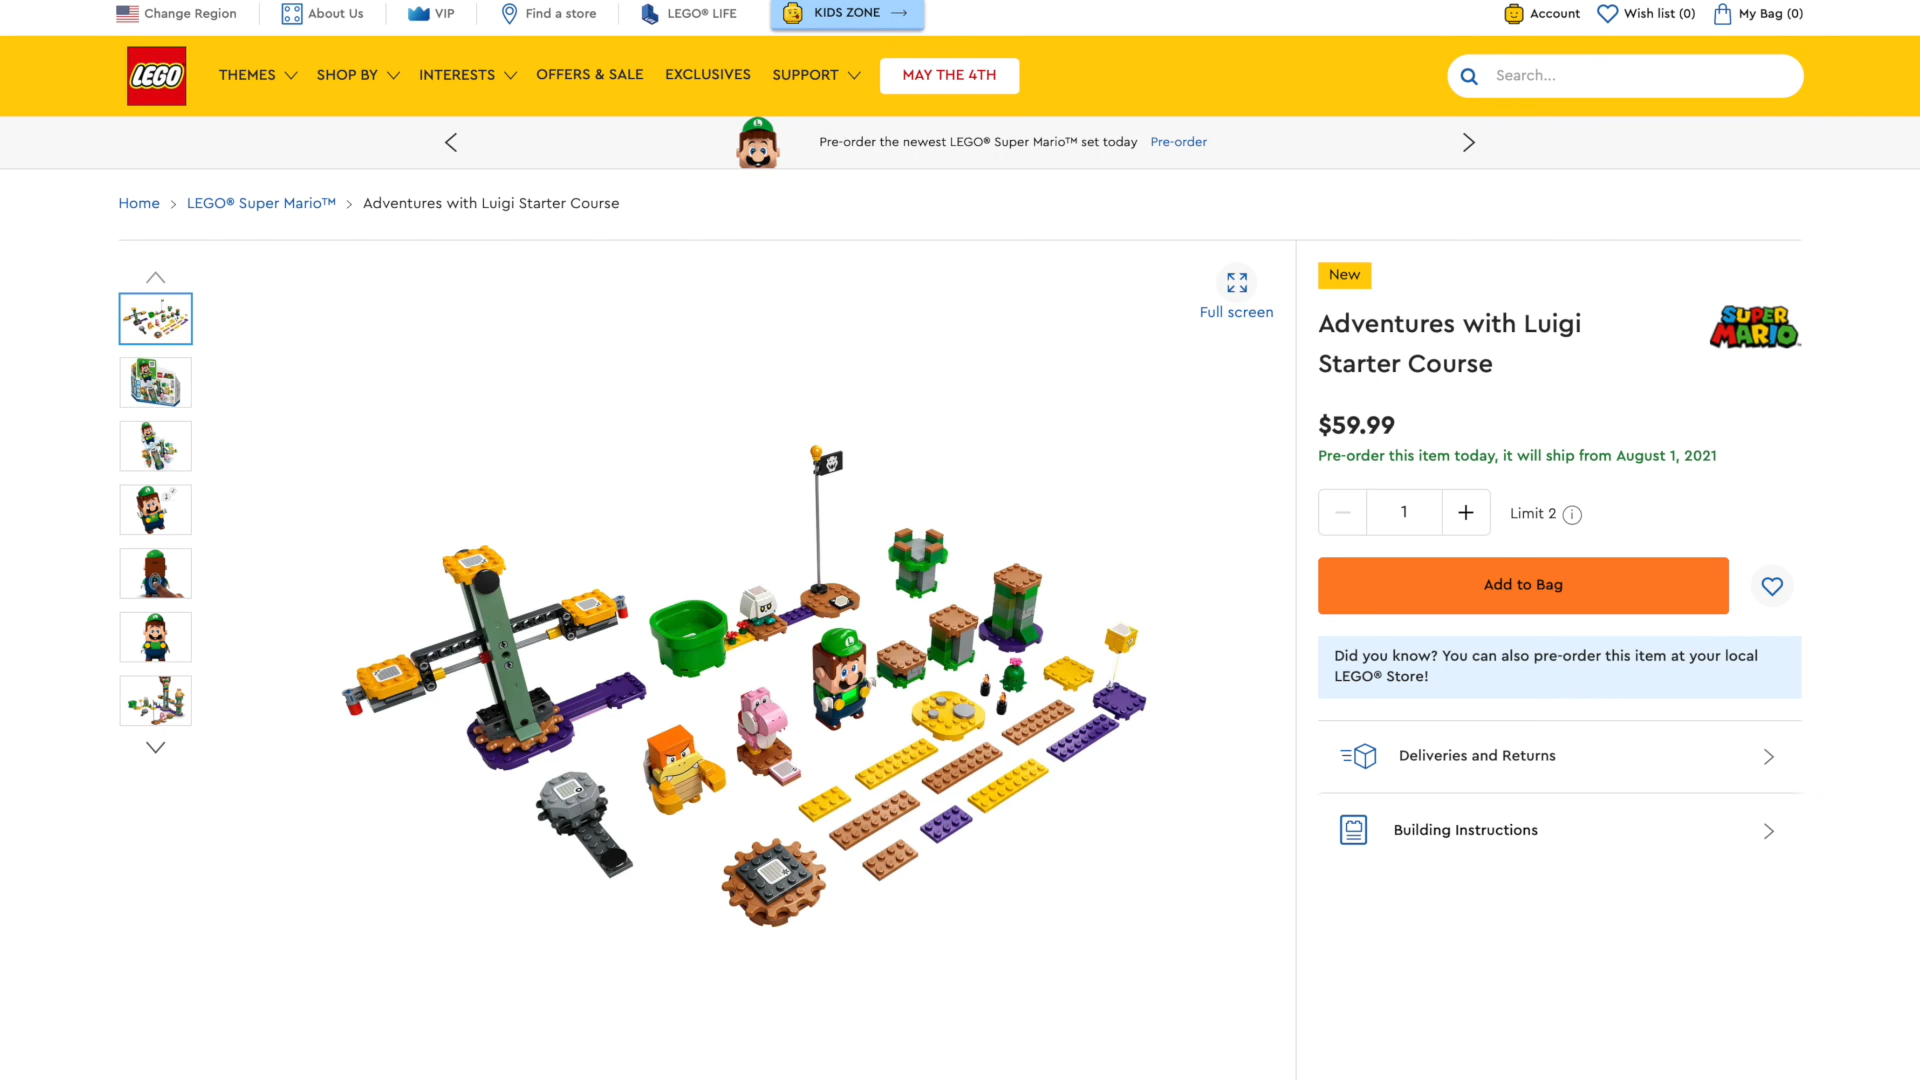 Change Region
About Us
VIP
Find a store
LEGO® LIFE
KIDS ZONE
Account
Wish list (0)
My Bag (0)
LEGO
THEMES
SHOP BY
INTERESTS
OFFERS & SALE
EXCLUSIVES
SUPPORT
MAY THE 4TH
Search...
Pre-order the newest LEGO® Super Mario™ set today Pre-order
Home > LEGO® Super Mario™ > Adventures with Luigi Starter Course
Full screen
New
Adventures with Luigi
Starter Course
SUPER
MARIO™
$59.99
Pre-order this item today, it will ship from August 1, 2021
1
Limit 2
Add to Bag
Did you know? You can also pre-order this item at your local
LEGO® Store!
Deliveries and Returns
Building Instructions